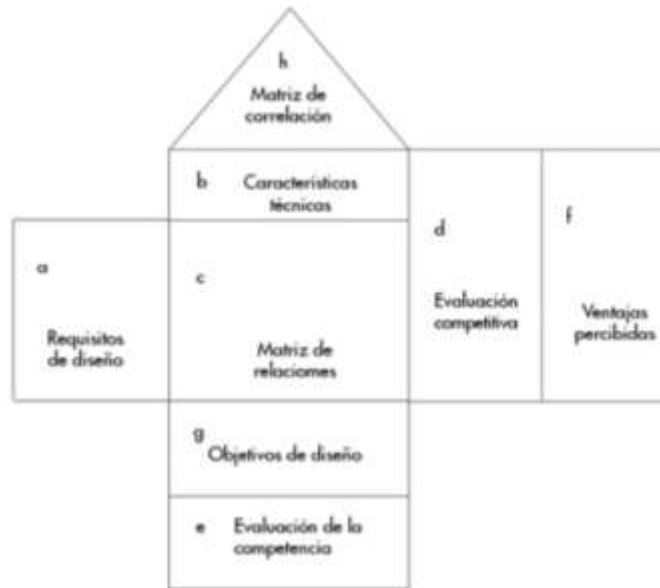 h
Matriz de
correlación
b Características
técnicas
a
Requisitos
de diseño
c
Matriz de
relaciomes
d
Evaluación
competitiva
f
Ventajas
percibidas
g
Objetivos de diseño
e Evaluación de la
competencia